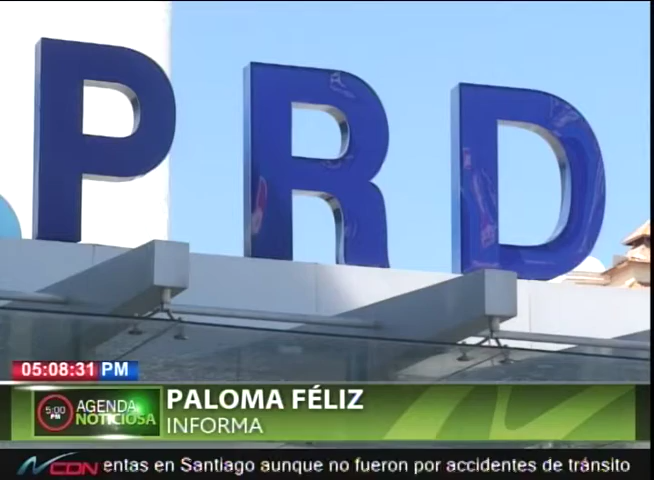 PRD
05:08:31 PM
5:00 PM
AGENDA
NOTICIOSA
PALOMA FÉLIZ
INFORMA
NCDN entas en Santiago aunque no fueron por accidentes de tránsito